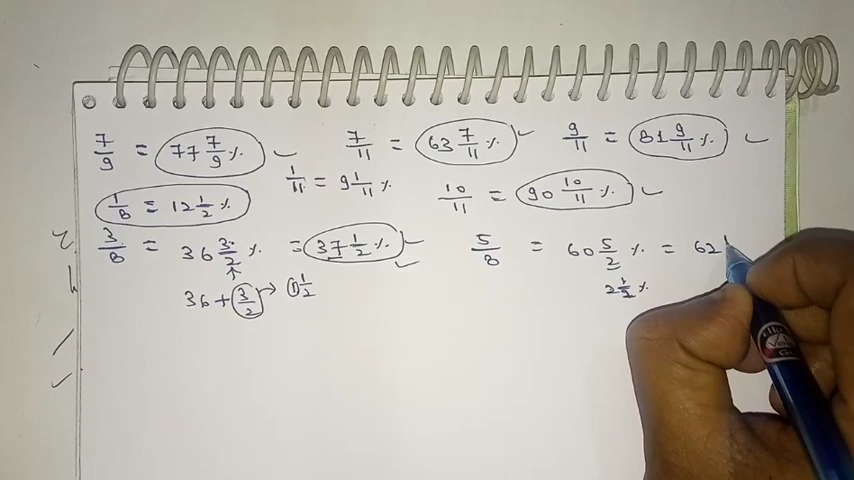 7/9 = 77 7/9 % 7/11 = 63 7/11 % 9/11 = 81 9/11 %
1/11 = 9 1/11 %
1/8 = 12 1/2 % 10/11 = 90 10/11 %
3/8 = 36 3/2 % = 37 1/2 % 5/8 = 60 5/2 % = 62 1
36 + 3/2 → 1 1/2 2 1/2 %